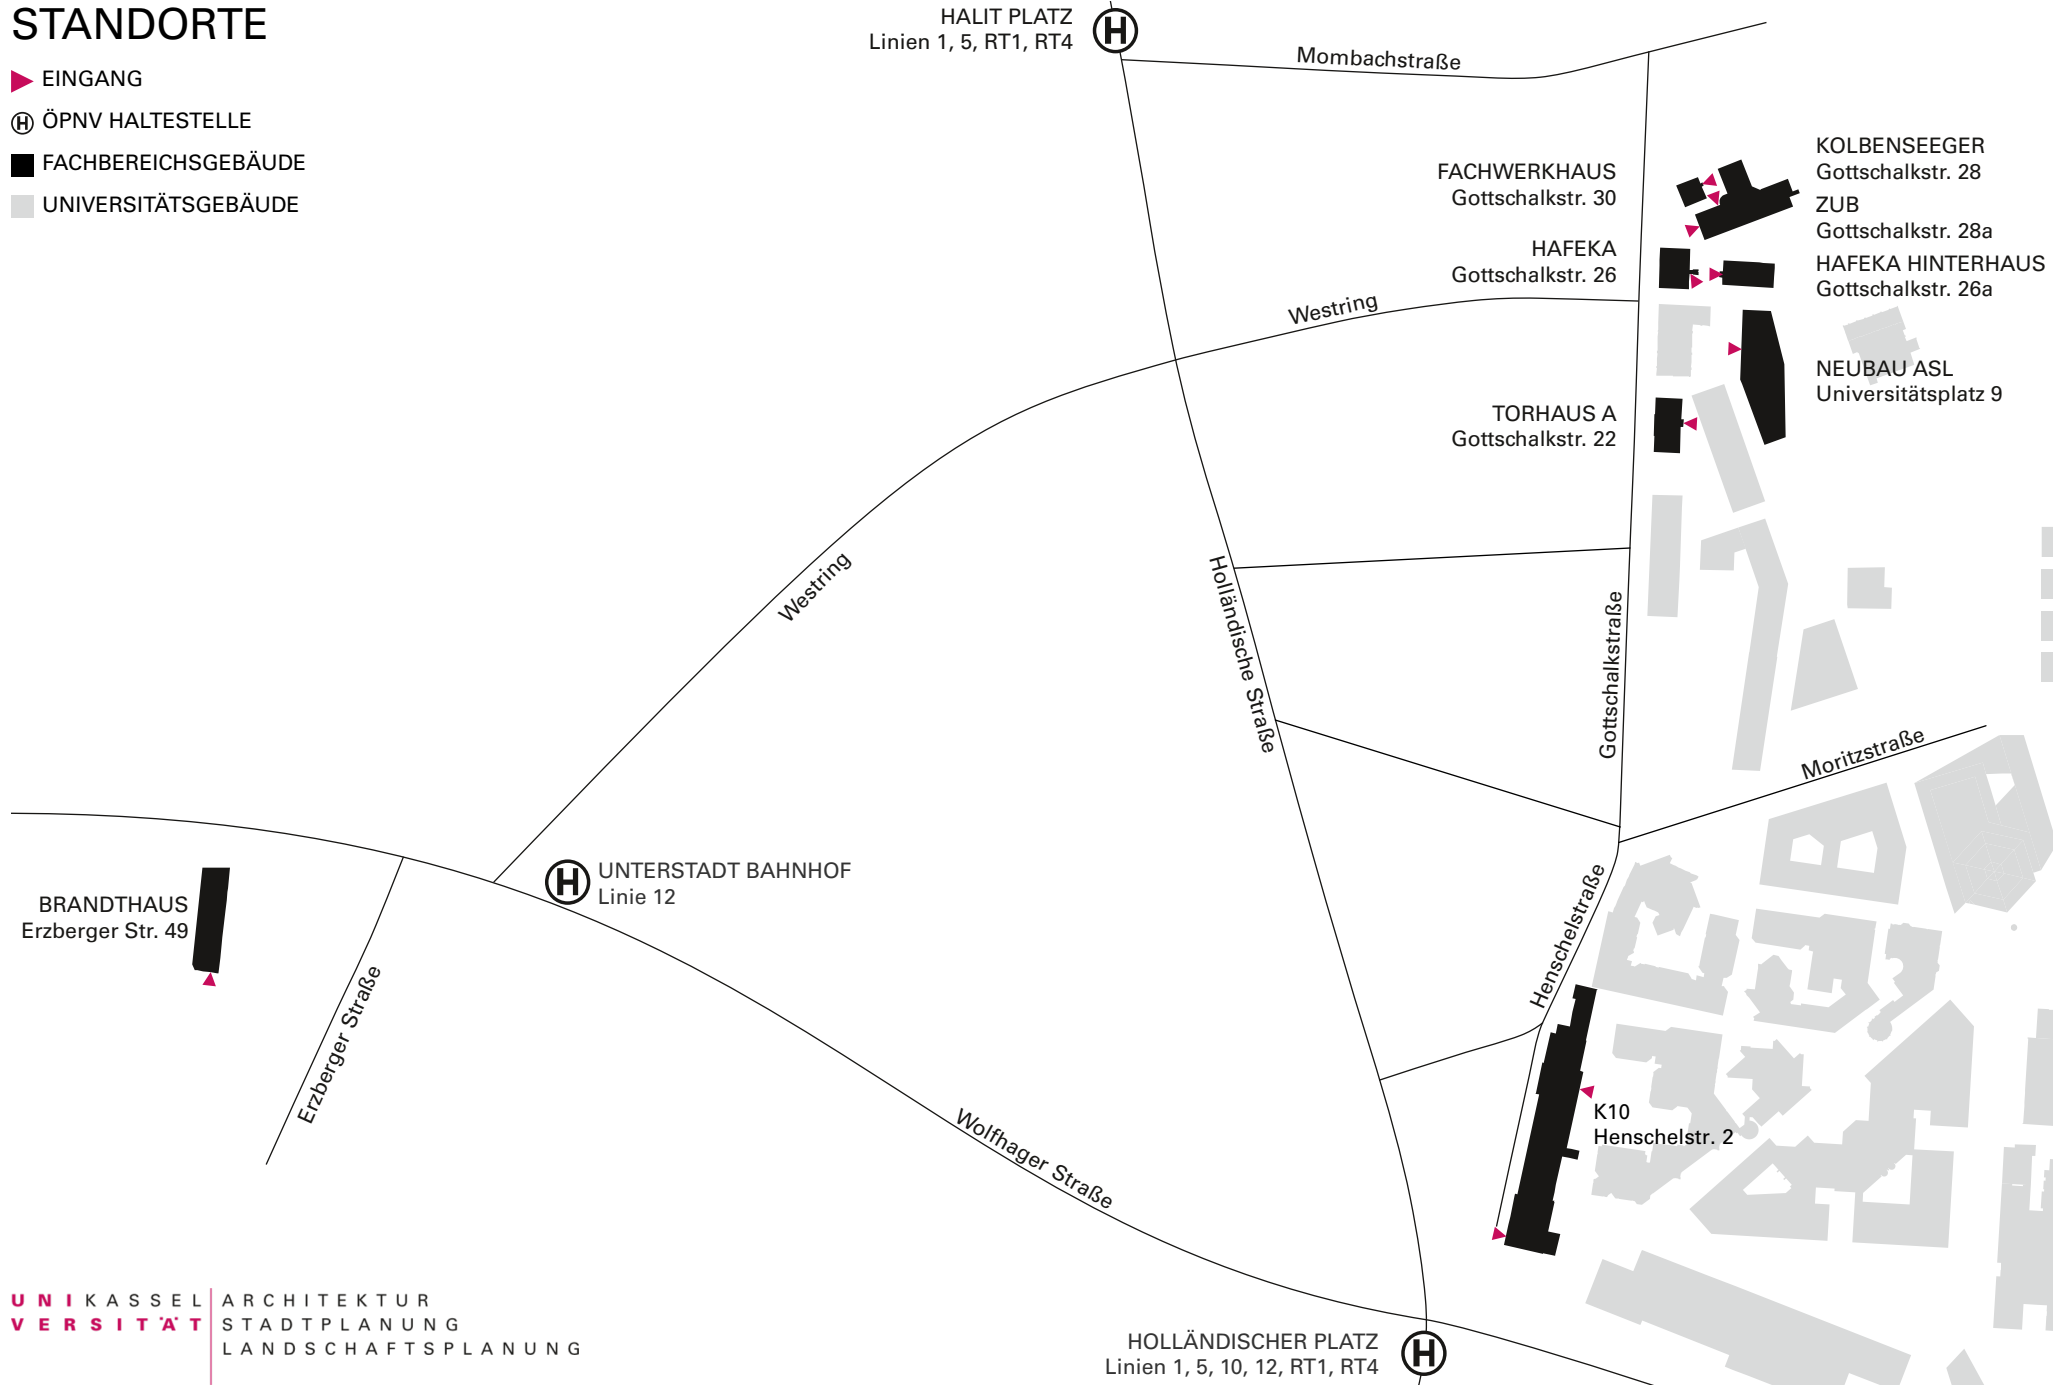 STANDORTE
EINGANG
H ÖPNV HALTESTELLE
FACHBEREICHSGEBÄUDE
UNIVERSITÄTSGEBÄUDE
HALIT PLATZ
Linien 1, 5, RT1, RT4
H
Mombachstraße
FACHWERKHAUS
Gottschalkstr. 30
KOLBENSEEGER
Gottschalkstr. 28
ZUB
Gottschalkstr. 28a
HAFEKA
Gottschalkstr. 26
HAFEKA HINTERHAUS
Gottschalkstr. 26a
Westring
NEUBAU ASL
Universitätsplatz 9
TORHAUS A
Gottschalkstr. 22
Westring
Holländische Straße
Gottschalkstraße
Moritzstraße
H
UNTERSTADT BAHNHOF
Linie 12
BRANDTHAUS
Erzberger Str. 49
Erzberger Straße
Henschelstraße
K10
Henschelstr. 2
Wolfhager Straße
HOLLÄNDISCHER PLATZ
Linien 1, 5, 10, 12, RT1, RT4
H
UNIKASSEL
VERSITÄT
ARCHITEKTUR
STADTPLANUNG
LANDSCHAFTSPLANUNG